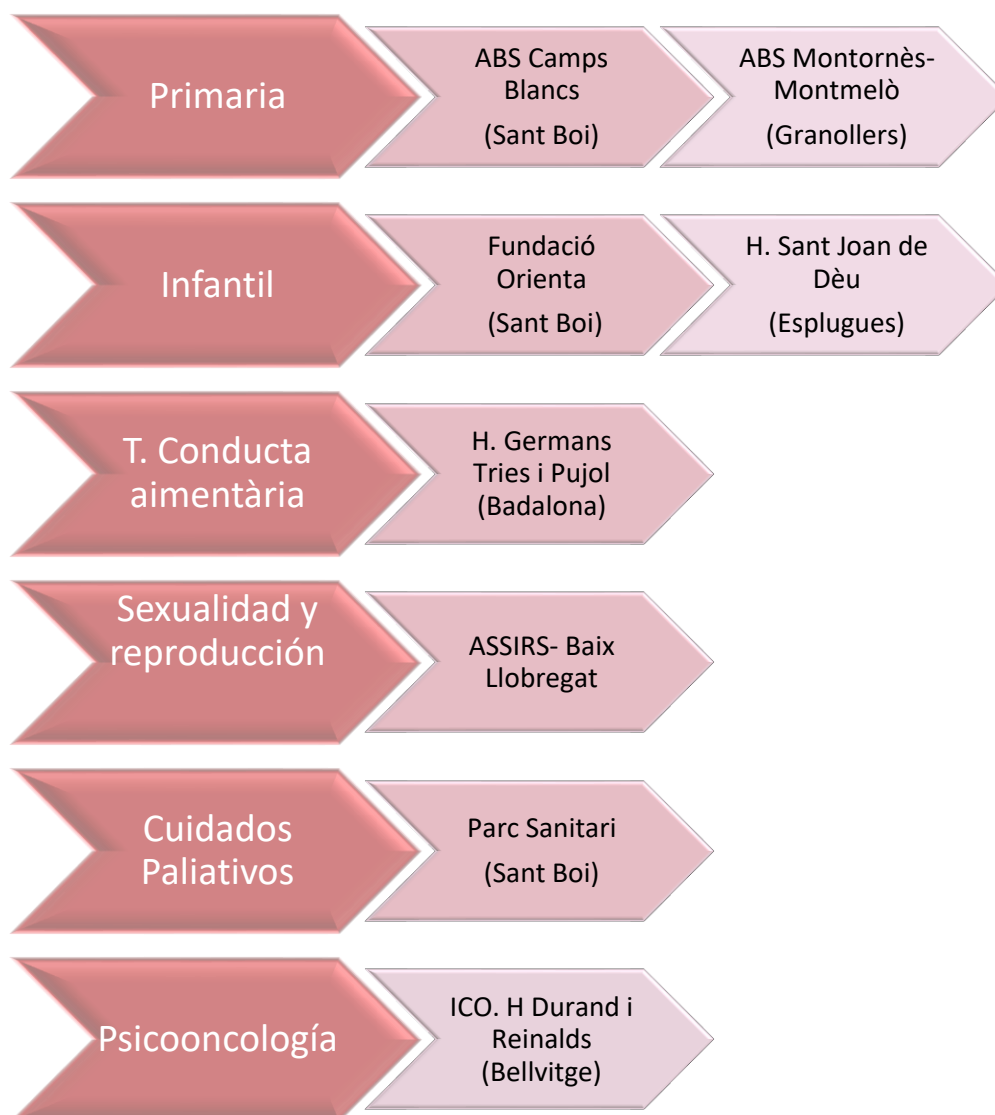 Primaria
ABS Camps
Blancs
(Sant Boi)
ABS Montornès-
Montmelò
(Granollers)
Infantil
Fundació
Orienta
(Sant Boi)
H. Sant Joan de
Dèu
(Esplugues)
T. Conducta
aimentària
H. Germans
Tries i Pujol
(Badalona)
Sexualidad y
reproducción
ASSIRS- Baix
Llobregat
Cuidados
Paliativos
Parc Sanitari
(Sant Boi)
Psicooncología
ICO. H Durand i
Reinalds
(Bellvitge)